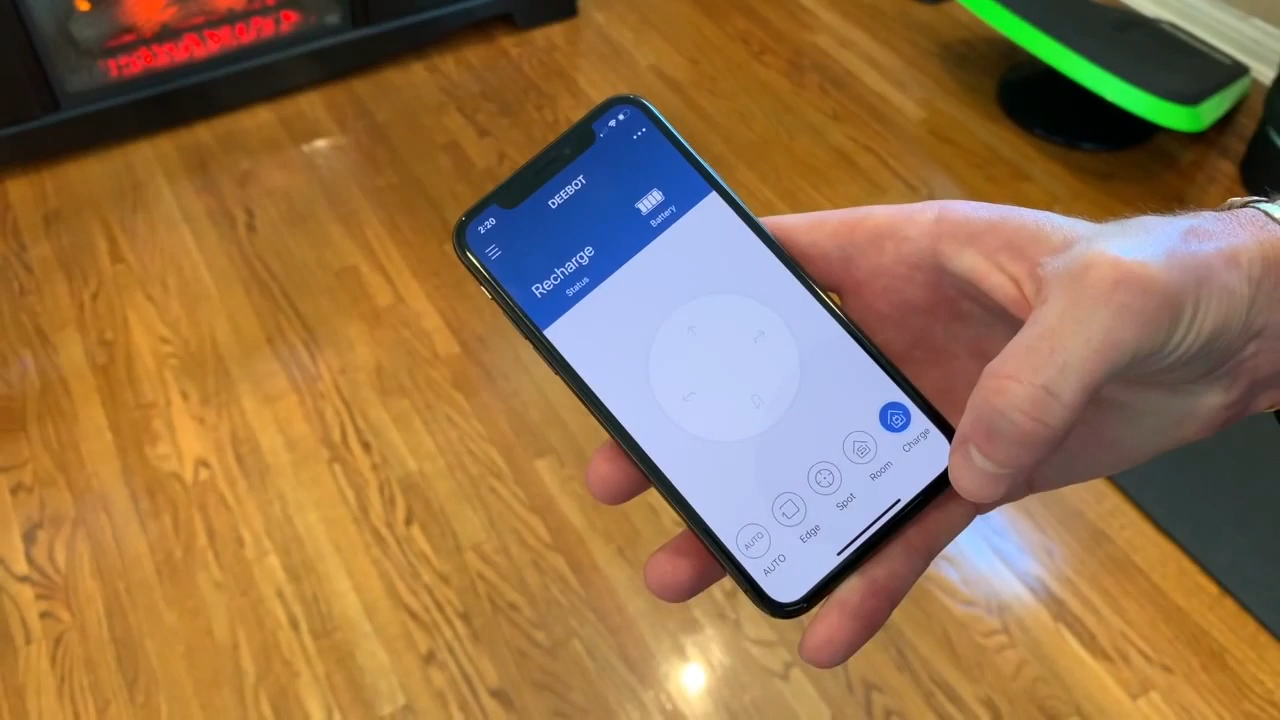 2:20
DEEBOT
Recharge
Status
Battery
AUTO
AUTO
Edge
Spot
Room
Charge